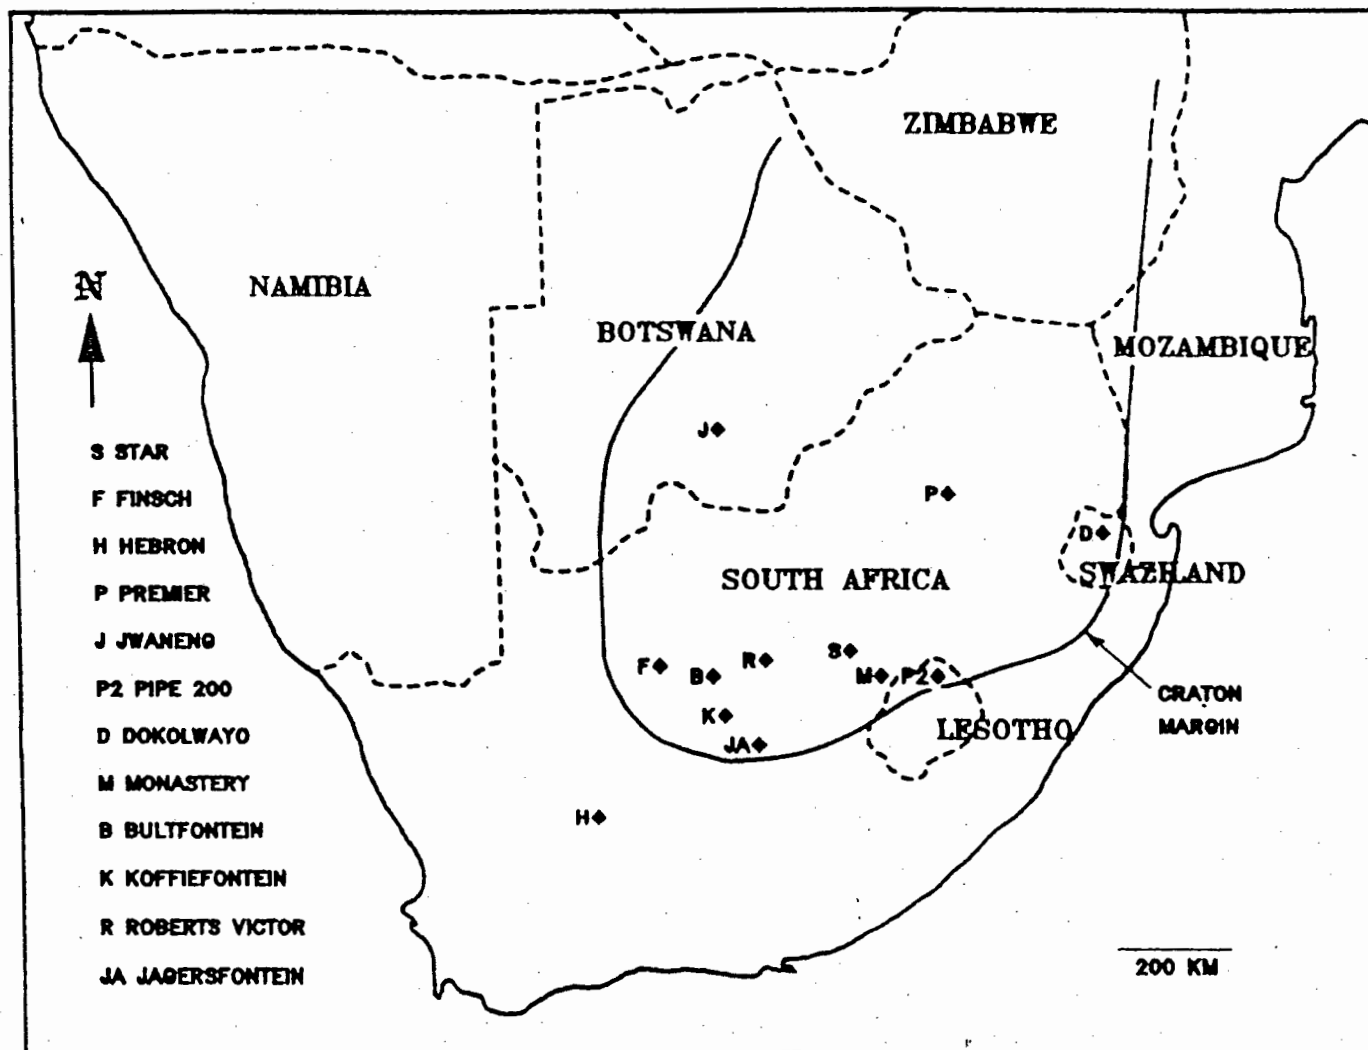 ZIMBABWE
N
NAMIBIA
BOTSWANA
MOZAMBIQUE
J
S STAR
F FINSCH
P
H HEBRON
D
SOUTH AFRICA
SWAZILAND
P PREMIER
J JWANENG
S
R
F
B
M
P2
P2 PIPE 200
CRATON
MARGIN
K
LESOTHO
D DOKOLWAYO
JA
M MONASTERY
H
B BULTFONTEIN
K KOFFIEFONTEIN
R ROBERTS VICTOR
JA JAGERSFONTEIN
200 KM